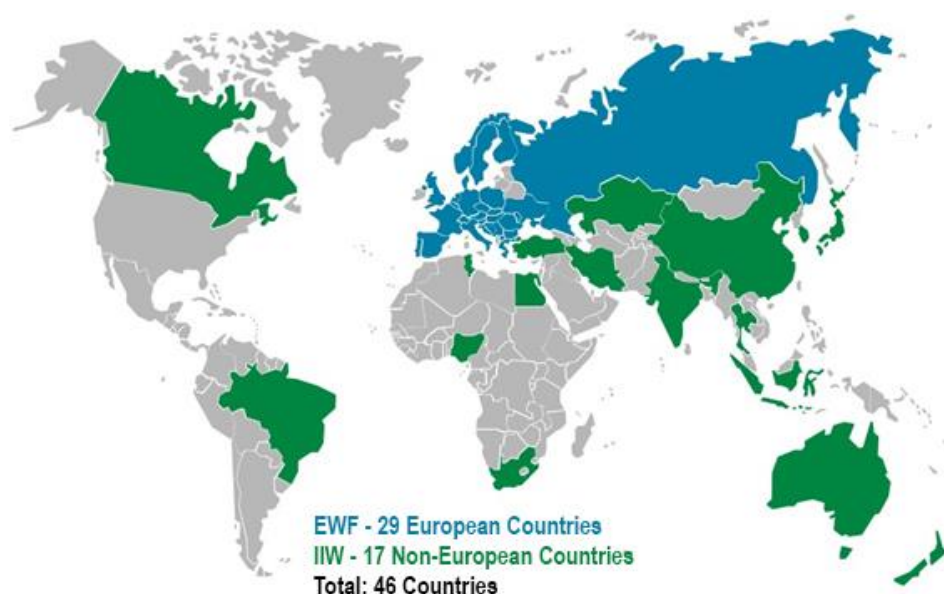 EWF - 29 European Countries
IIW - 17 Non-European Countries
Total: 46 Countries